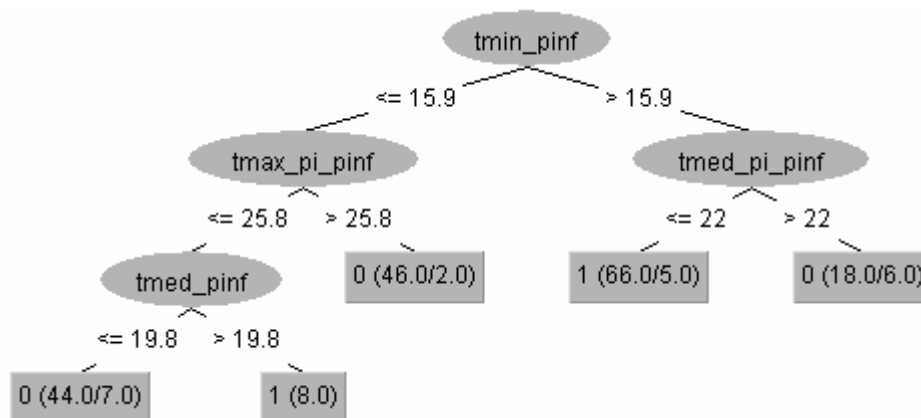 tmin_pinf
<= 15.9 > 15.9
tmax_pi_pinf tmed_pi_pinf
<= 25.8 > 25.8 <= 22 > 22
tmed_pinf 0 (46.0/2.0) 1 (66.0/5.0) 0 (18.0/6.0)
<= 19.8 > 19.8
0 (44.0/7.0) 1 (8.0)